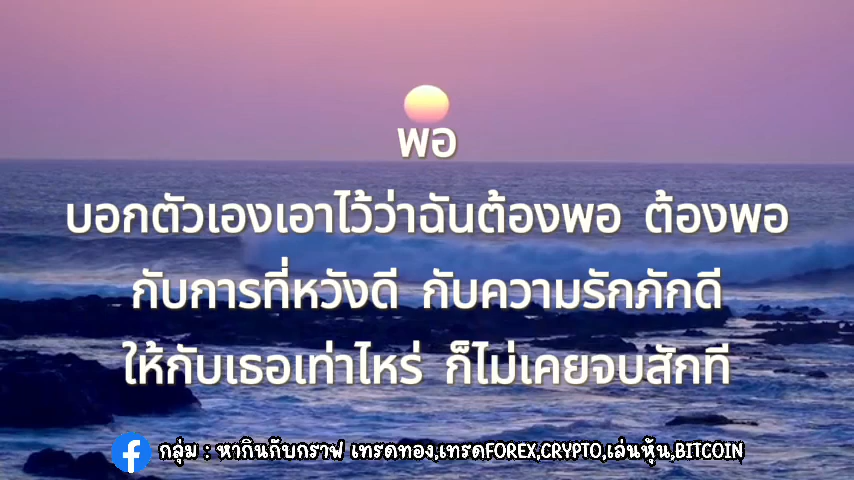 พอ
บอกตัวเองเอาไว้ว่าฉันต้องพอ ต้องพอ
กับการที่หวังดี กับความรักภักดี
ให้กับเธอเท่าไหร่ ก็ไม่เคยจบสักที
กลุ่ม : หากินกับกราฟ เทรดทอง,เทรดFOREX,CRYPTO,เล่นหุ้น,BITCOIN